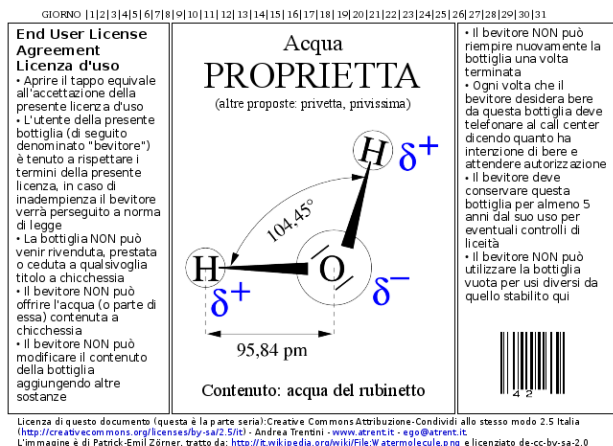 GIORNO |1|2|3|4|5|6|7|8|9|10|11|12|13|14|15|16|17|18|19|20|21|22|23|24|25|26|27|28|29|30|31
End User License
Agreement
Licenza d'uso
• Aprire il tappo equivale
all'accettazione della
presente licenza d'uso
• L'utente della presente
bottiglia (di seguito
denominato "bevitore")
è tenuto a rispettare i
termini della presente
licenza, in caso di
inadempienza il bevitore
verrà perseguito a norma
di legge
• La bottiglia NON può
venir rivenduta, prestata
o ceduta a qualsivoglia
titolo a chicchessia
• Il bevitore NON può
offrire l'acqua (o parte di
essa) contenuta a
chicchessia
• Il bevitore NON può
modificare il contenuto
della bottiglia
aggiungendo altre
sostanze
Acqua
PROPRIETTA
(altre proposte: privetta, privissima)
H
δ+
104,45°
H
O
δ+
δ−
95,84 pm
Contenuto: acqua del rubinetto
• Il bevitore NON può
riempire nuovamente la
bottiglia una volta
terminata
• Ogni volta che il
bevitore desidera bere
da questa bottiglia deve
telefonare al call center
dicendo quanto ha
intenzione di bere e
attendere autorizzazione
• Il bevitore deve
conservare questa
bottiglia per almeno 5
anni dal suo uso per
eventuali controlli di
liceità
• Il bevitore NON può
utilizzare la bottiglia
vuota per usi diversi da
quello stabilito qui
4 2
Licenza di questo documento (questa è la parte seria):Creative Commons Attribuzione-Condividi allo stesso modo 2.5 Italia
(http://creativecommons.org/licenses/by-sa/2.5/it) - Andrea Trentini - www.atrent.it - ego@atrent.it.
L'immagine è di Patrick-Emil Zörner, tratto da: http://it.wikipedia.org/wiki/File:Watermolecule.png e licenziato de-cc-by-sa-2.0